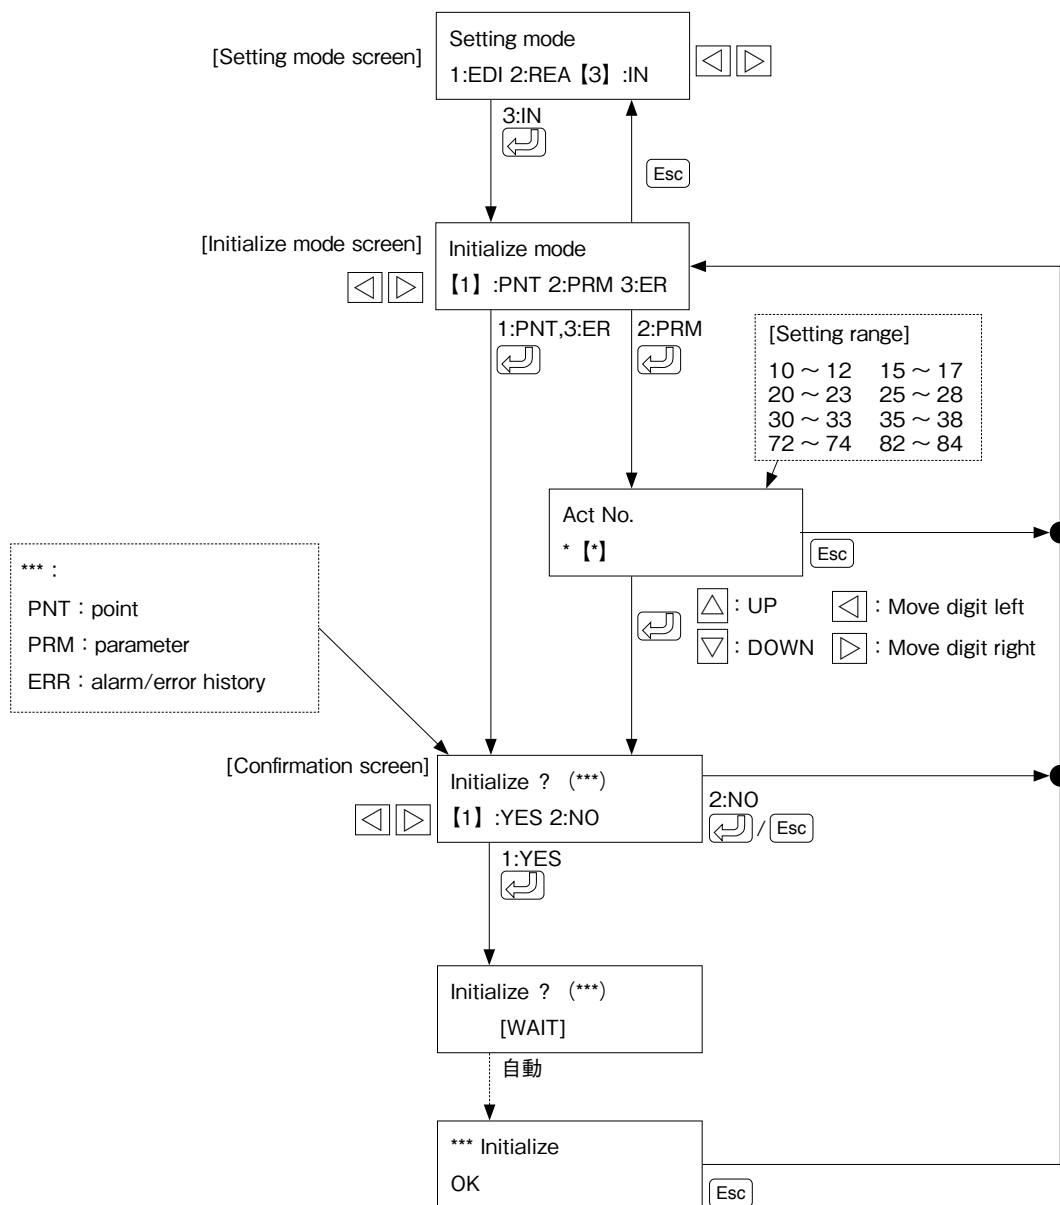 [Setting mode screen]
Setting mode
1:EDI 2:REA【3】:IN
3:IN
Esc
[Initialize mode screen]
Initialize mode
【1】:PNT 2:PRM 3:ER
1:PNT,3:ER
2:PRM
[Setting range]
10～12 15～17
20～23 25～28
30～33 35～38
72～74 82～84
Act No.
*【*】
Esc
:UP
:Move digit left
:DOWN
:Move digit right
*** :
PNT:point
PRM:parameter
ERR:alarm/error history
[Confirmation screen]
Initialize ? (***)
【1】:YES 2:NO
2:NO
/ Esc
1:YES
Initialize ? (***)
[WAIT]
自動
*** Initialize
OK
Esc